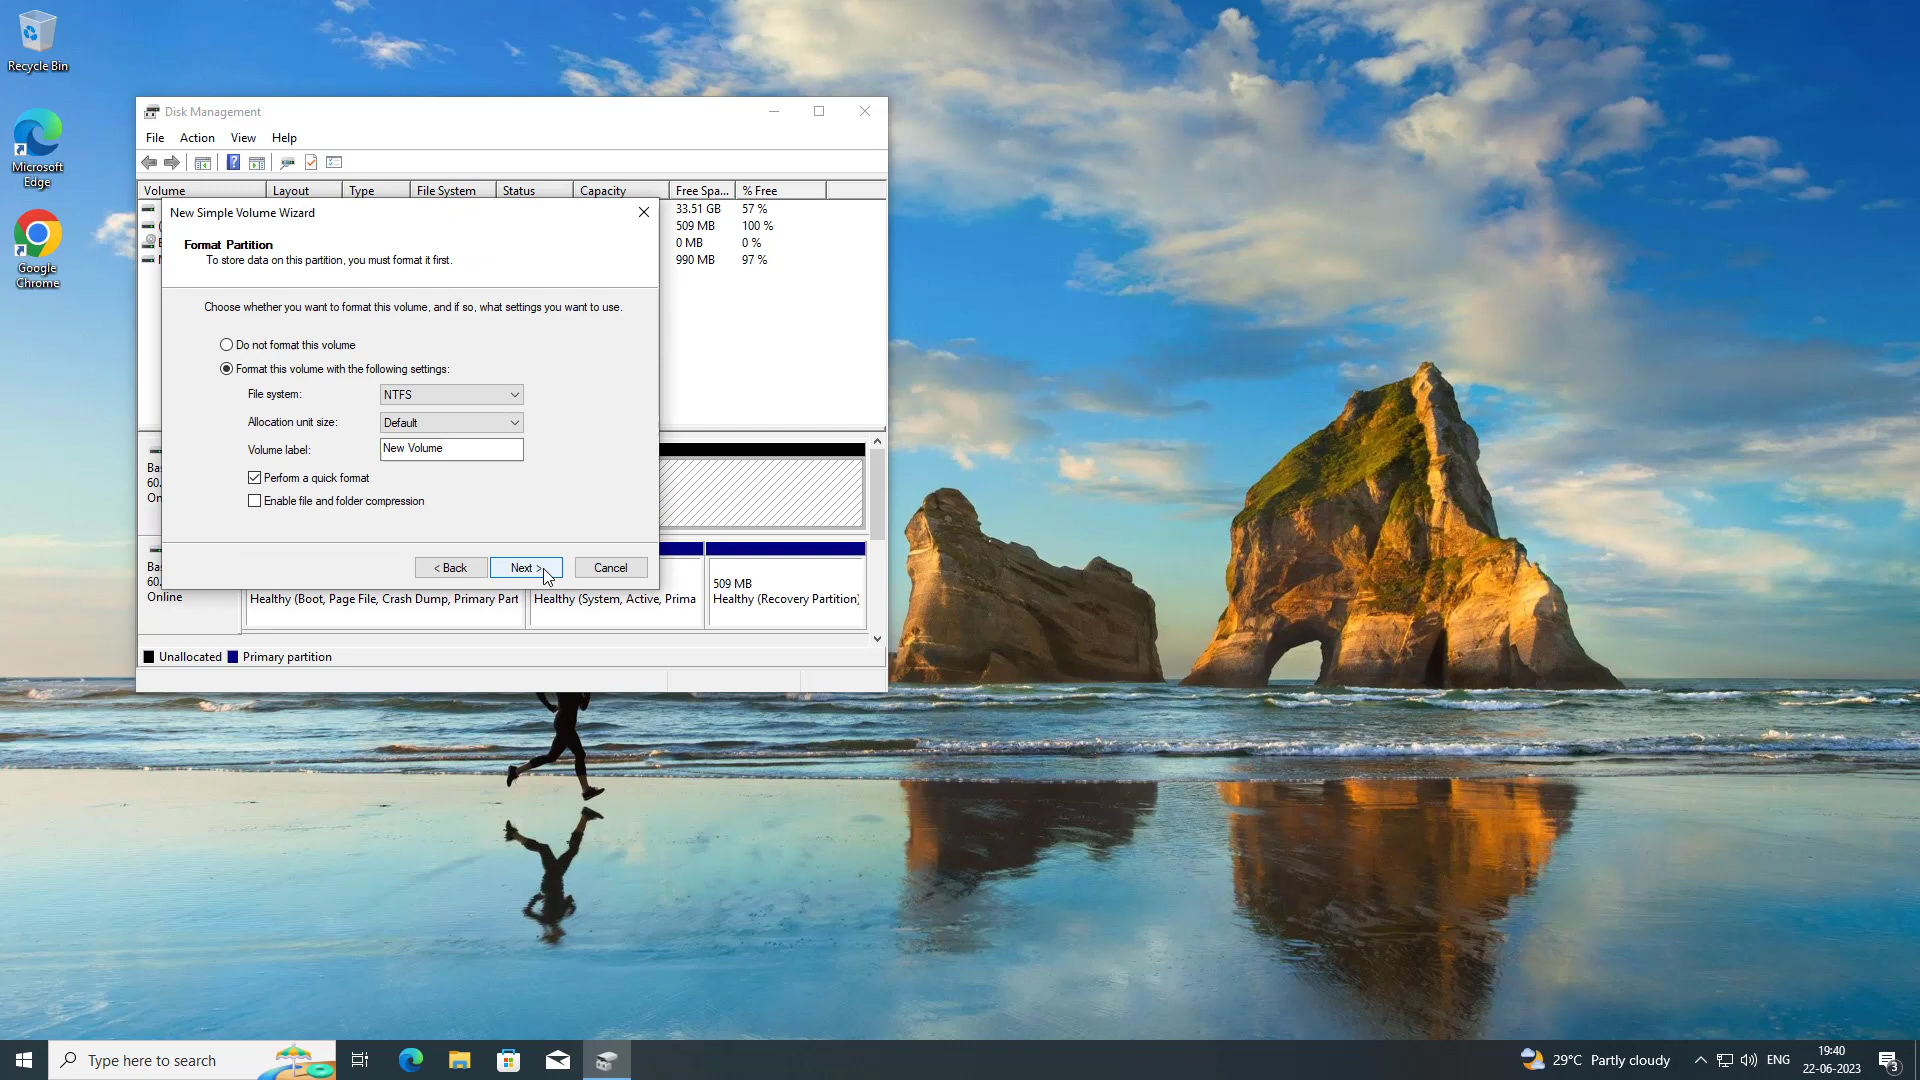 Recycle Bin
Microsoft
Edge
Google
Chrome
Disk Management
File Action View Help
Volume Layout Type File System Status Capacity Free Spa... % Free
33.51 GB 57 %
509 MB 100 %
0 MB 0 %
990 MB 97 %
New Simple Volume Wizard
Format Partition
To store data on this partition, you must format it first.
Choose whether you want to format this volume, and if so, what settings you want to use.
Do not format this volume
Format this volume with the following settings:
File system: NTFS
Allocation unit size: Default
Volume label: New Volume
Perform a quick format
Enable file and folder compression
< Back Next > Cancel
Bas
60.
On
Bas
60.
Online
Healthy (Boot, Page File, Crash Dump, Primary Part
Healthy (System, Active, Prima
509 MB
Healthy (Recovery Partition)
Unallocated Primary partition
Type here to search
29°C Partly cloudy
ENG
19:40
22-06-2023
3